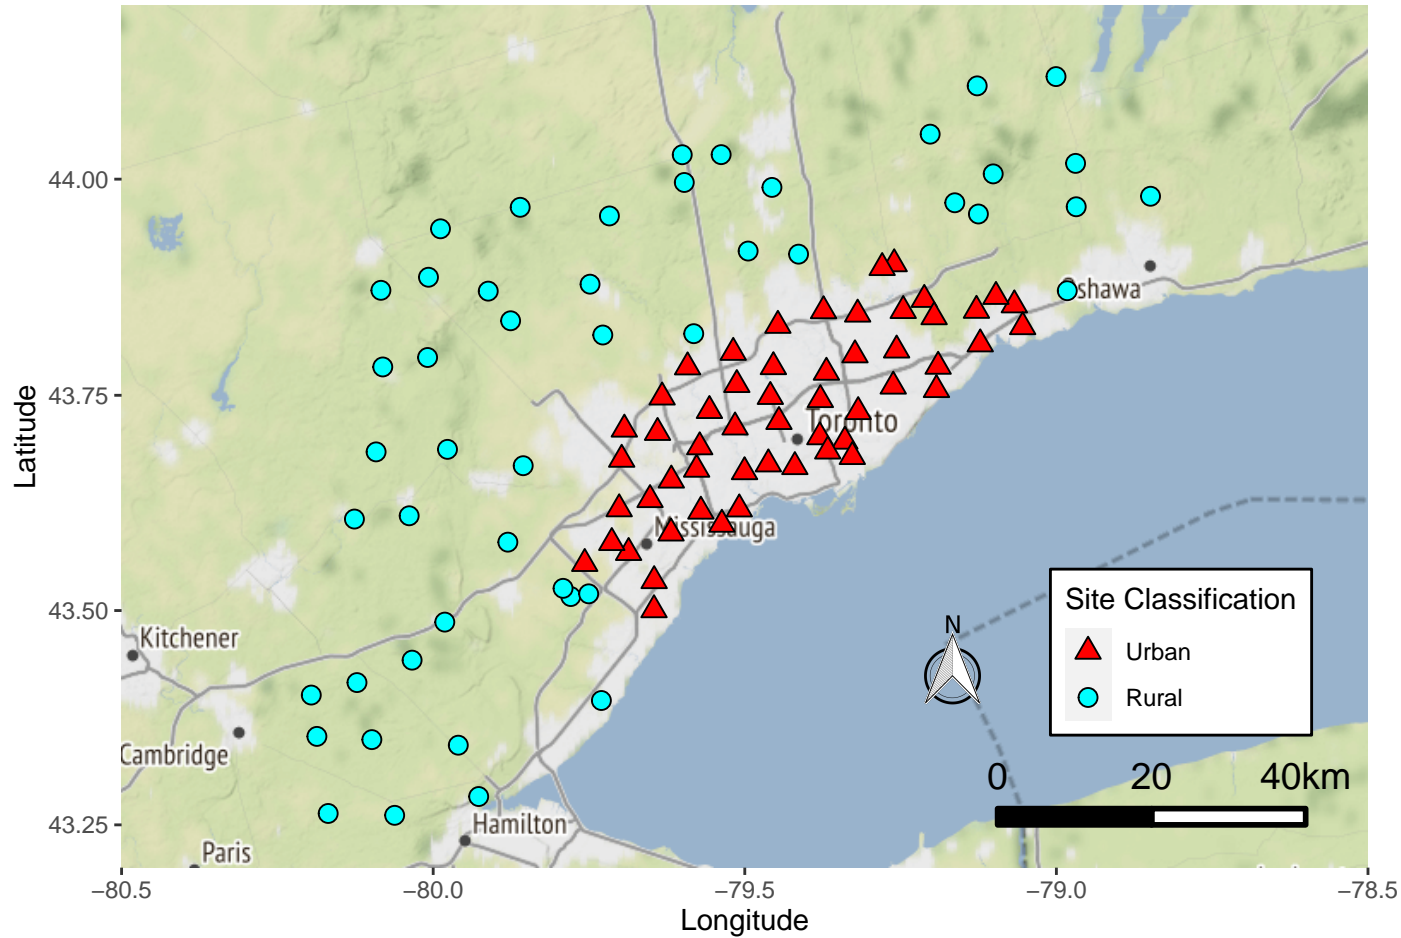 44.00
43.75
43.50
43.25
Latitude
−80.5
−80.0
−79.5
−79.0
−78.5
Longitude
Oshawa
Toronto
Mississauga
Kitchener
Cambridge
Hamilton
Paris
N
Site Classification
Urban
Rural
0 20 40km